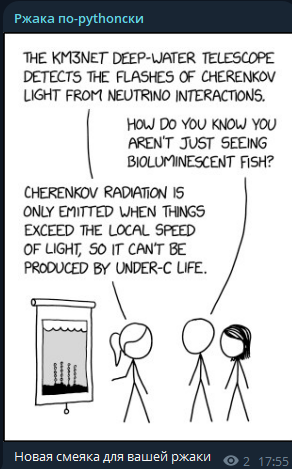 Ржака по-pythonски
THE KM3NET DEEP-WATER TELESCOPE
DETECTS THE FLASHES OF CHERENKOV
LIGHT FROM NEUTRINO INTERACTIONS.
HOW DO YOU KNOW YOU
AREN'T JUST SEEING
BIOLUMINESCENT FISH?
CHERENKOV RADIATION IS
ONLY EMITTED WHEN THINGS
EXCEED THE LOCAL SPEED
OF LIGHT, SO IT CAN'T BE
PRODUCED BY UNDER-C LIFE.
Новая смеяка для вашей ржаки 2 17:55